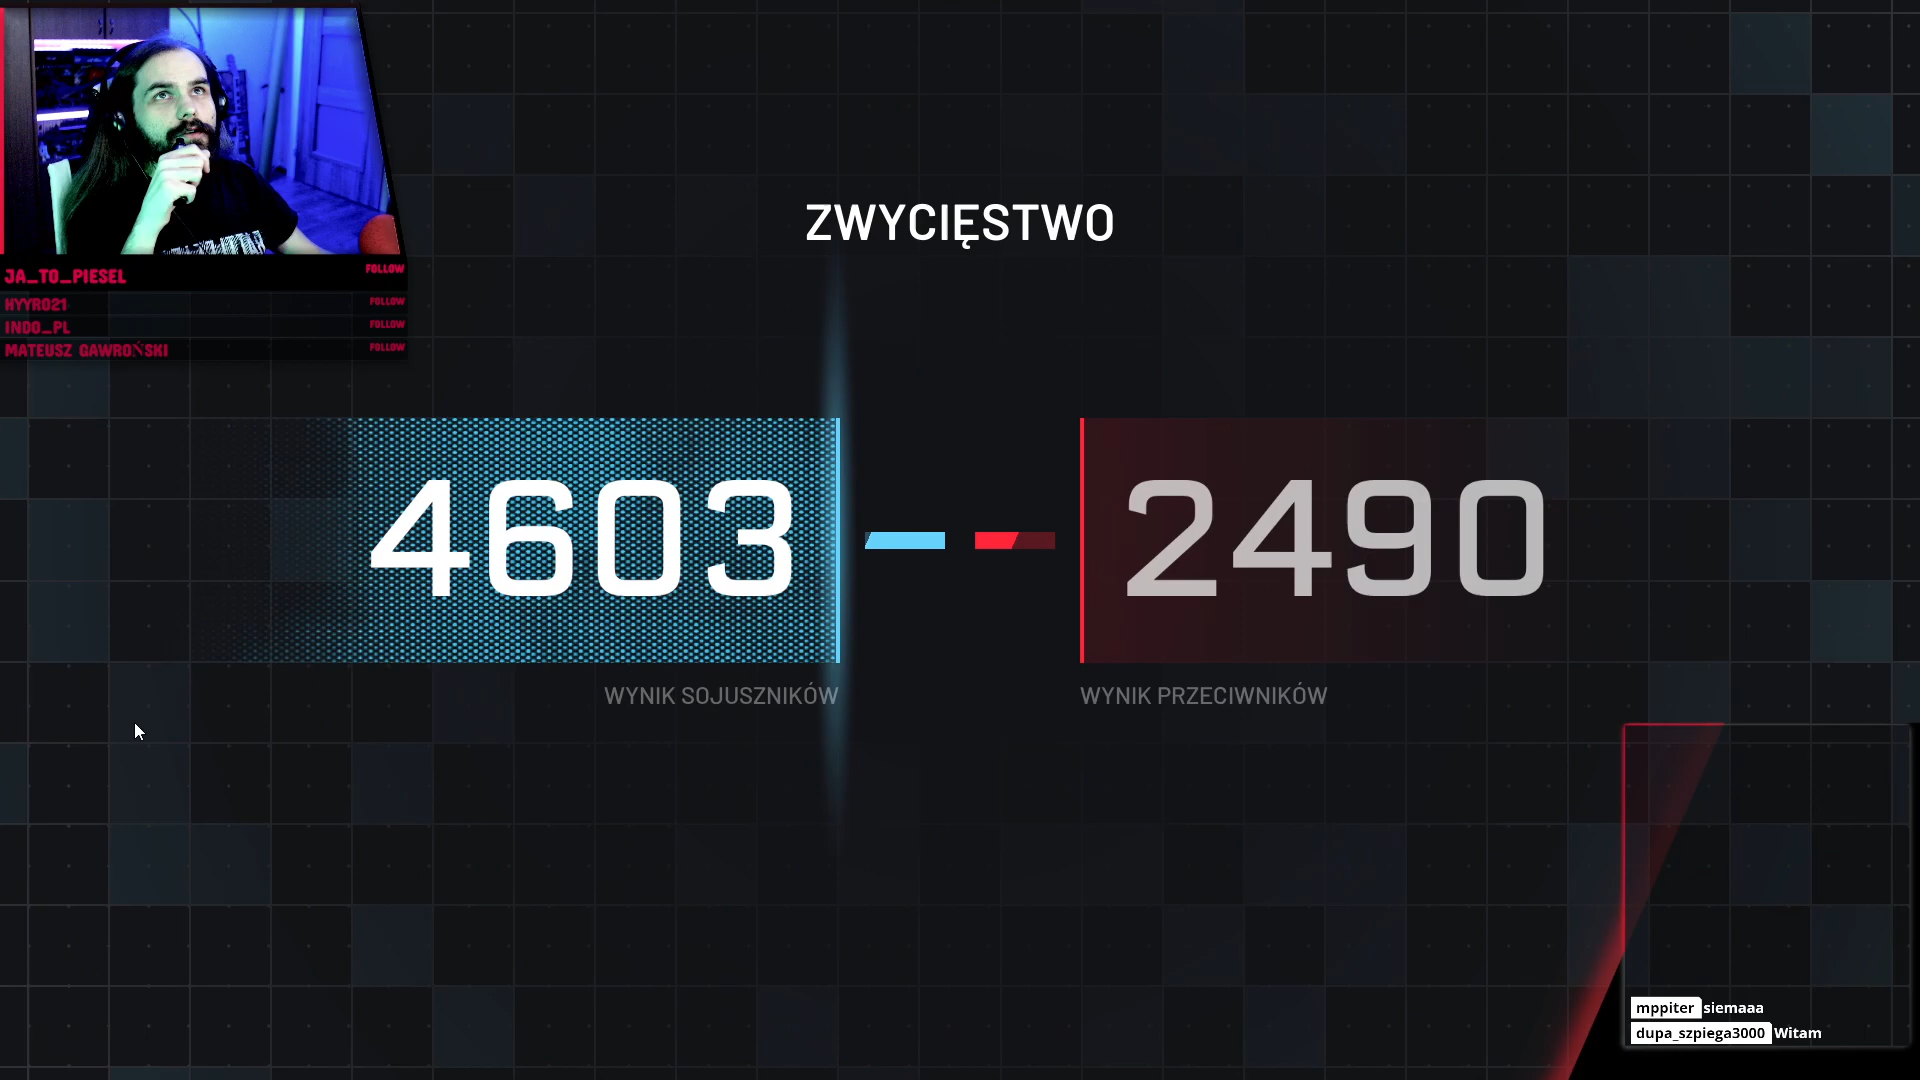 ZWYCIĘSTWO
JA_TO_PIESEL FOLLOW
HYYRO21 FOLLOW
INDO_PL FOLLOW
MATEUSZ GAWROŃSKI FOLLOW
4603
2490
WYNIK SOJUSZNIKÓW
WYNIK PRZECIWNIKÓW
mppiter siemaaa
dupa_szpiega3000 Witam